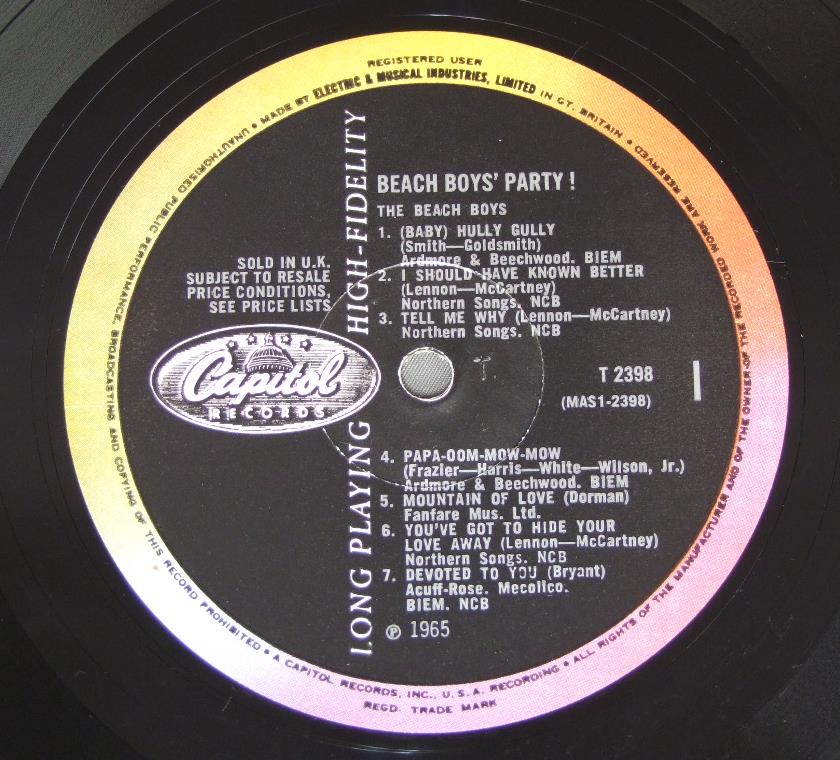 REGISTERED USER
UNAUTHORISED PUBLIC PERFORMANCE, BROADCASTING AND COPYING OF THIS RECORD PROHIBITED • A CAPITOL RECORDS, INC., U.S.A. RECORDING • ALL RIGHTS OF THE MANUFACTURER AND OF THE OWNER OF THE RECORDED WORK ARE RESERVED • MADE BY ELECTRIC & MUSICAL INDUSTRIES, LIMITED IN GT. BRITAIN •
REGD. TRADE MARK
LONG PLAYING HIGH-FIDELITY
SOLD IN U.K.
SUBJECT TO RESALE
PRICE CONDITIONS,
SEE PRICE LISTS
Capitol
RECORDS
BEACH BOYS' PARTY !
THE BEACH BOYS
1. (BABY) HULLY GULLY
(Smith—Goldsmith)
Ardmore & Beechwood. BIEM
2. I SHOULD HAVE KNOWN BETTER
(Lennon—McCartney)
Northern Songs. NCB
3. TELL ME WHY (Lennon—McCartney)
Northern Songs. NCB
T
T 2398
1
(MAS1-2398)
4. PAPA-OOM-MOW-MOW
(Frazier—Harris—White—Wilson, Jr.)
Ardmore & Beechwood. BIEM
5. MOUNTAIN OF LOVE (Dorman)
Fanfare Mus. Ltd.
6. YOU'VE GOT TO HIDE YOUR
LOVE AWAY (Lennon—McCartney)
Northern Songs. NCB
7. DEVOTED TO YOU (Bryant)
Acuff-Rose. Mecolico.
BIEM. NCB
℗ 1965